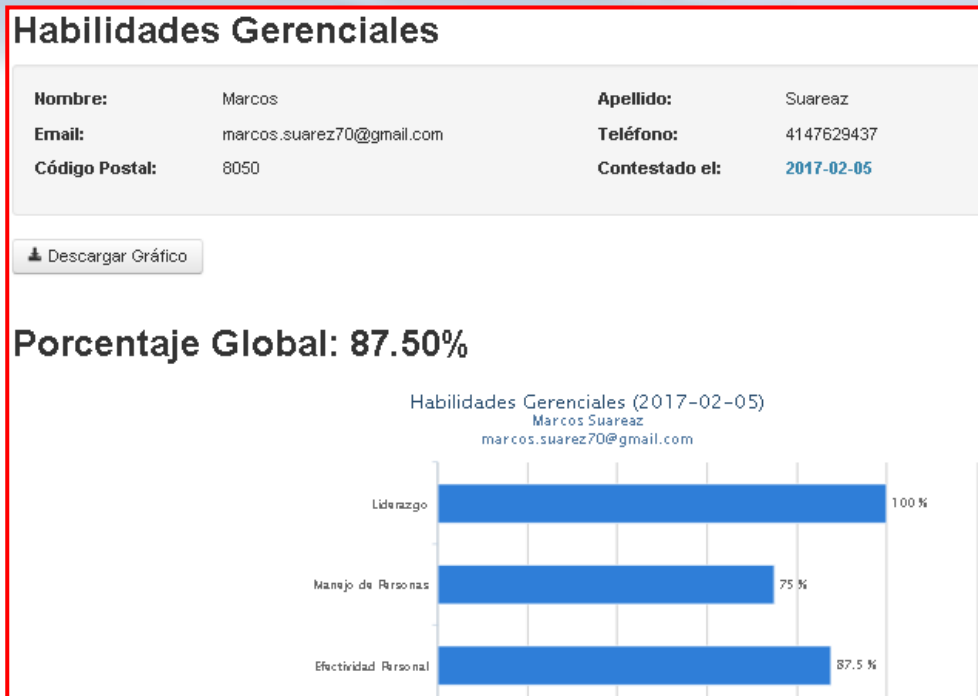 Habilidades Gerenciales
Nombre: Marcos Apellido: Suareaz
Email: marcos.suarez70@gmail.com Teléfono: 4147629437
Código Postal: 8050 Contestado el: 2017-02-05
Descargar Gráfico
Porcentaje Global: 87.50%
Habilidades Gerenciales (2017-02-05)
Marcos Suareaz
marcos.suarez70@gmail.com
Liderazgo 100 %
Manejo de Personas 75 %
Efectividad Personal 87.5 %